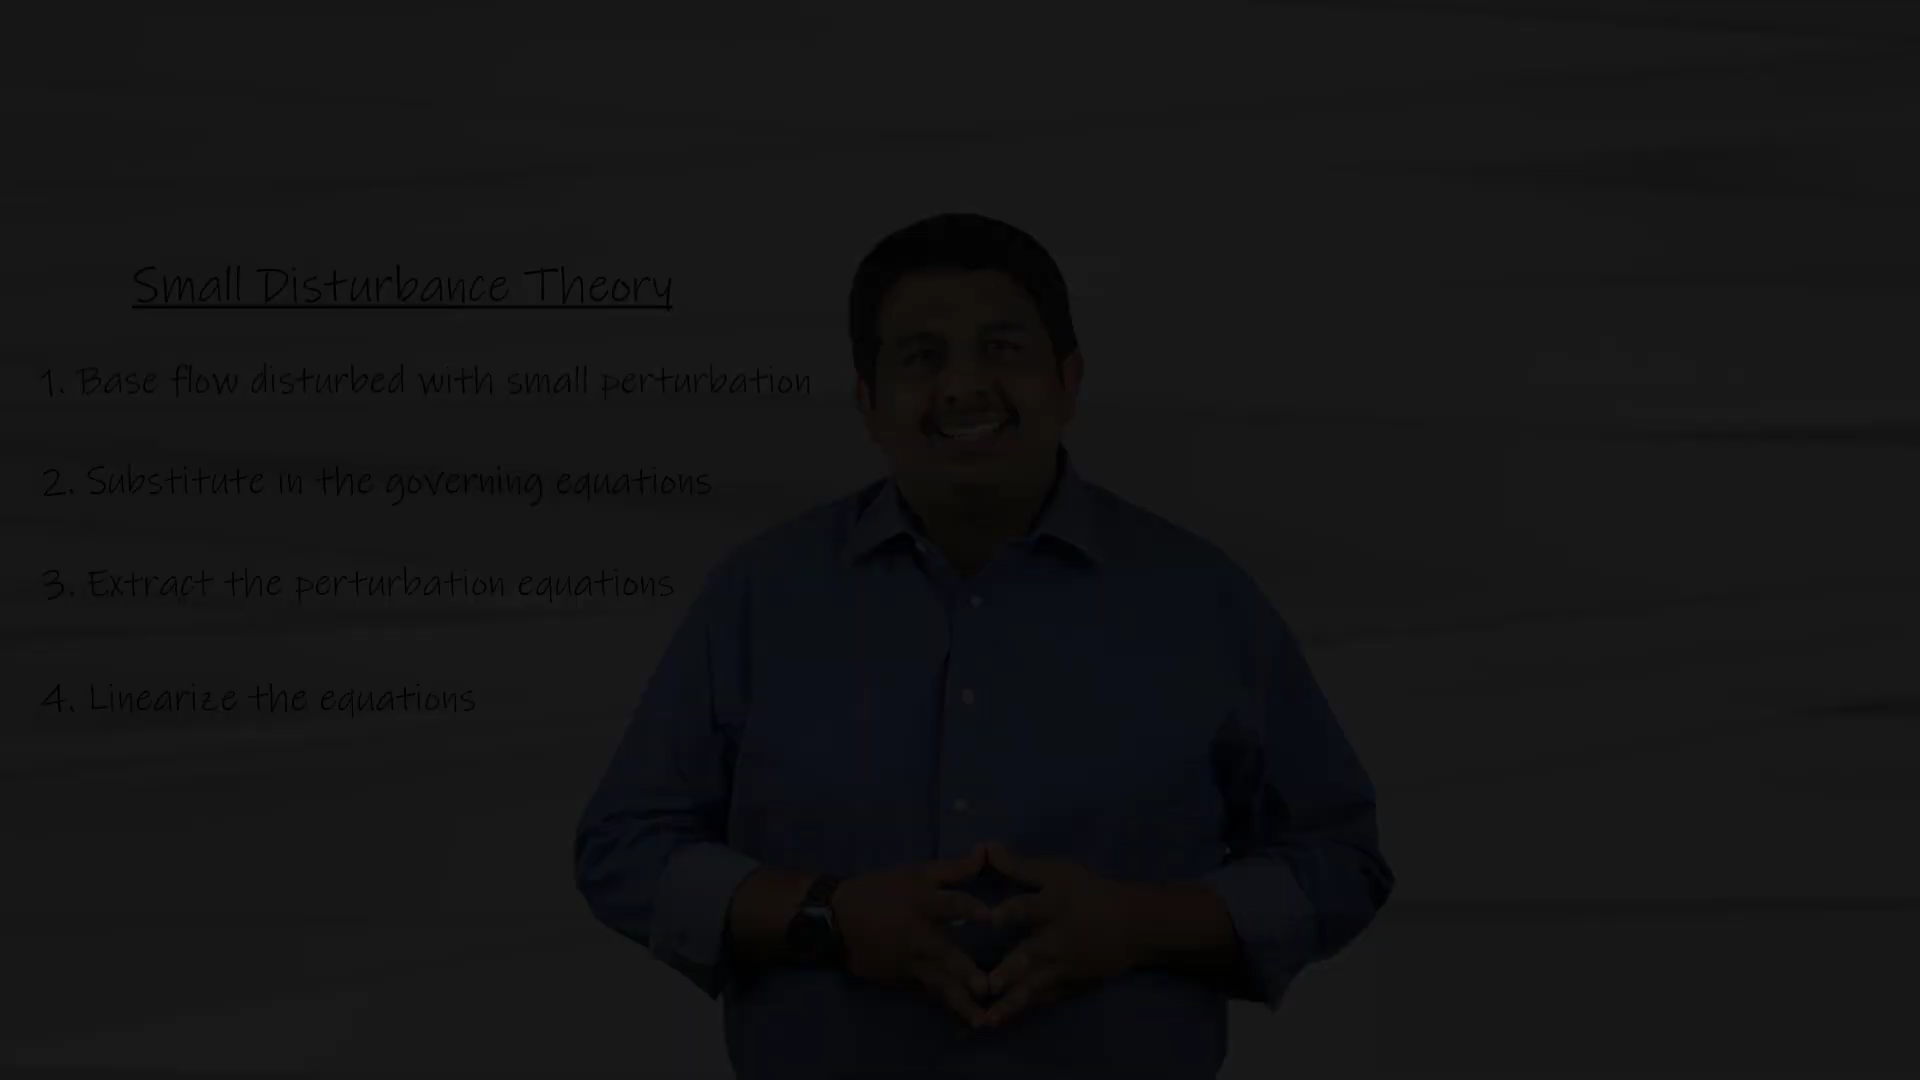 Small Disturbance Theory
1. Base flow disturbed with small perturbation
2. Substitute in the governing equations
3. Extract the perturbation equations
4. Linearize the equations